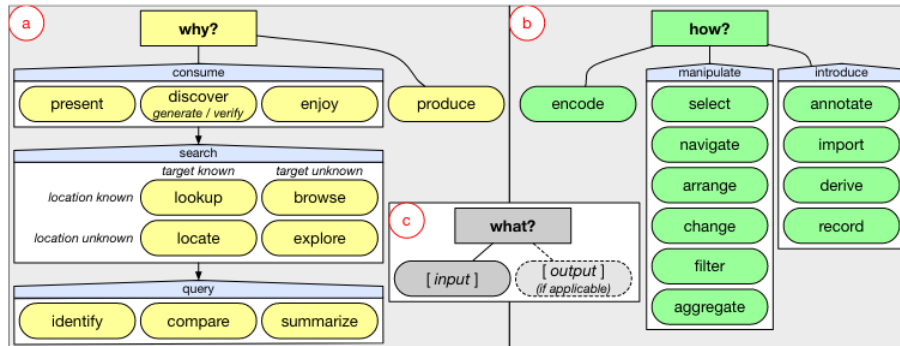 a
why?
consume
present
discover
generate / verify
enjoy
produce
search
target known
target unknown
location known
lookup
browse
location unknown
locate
explore
query
identify
compare
summarize
b
how?
encode
manipulate
select
navigate
arrange
change
filter
aggregate
introduce
annotate
import
derive
record
c
what?
[ input ]
[ output ]
(if applicable)